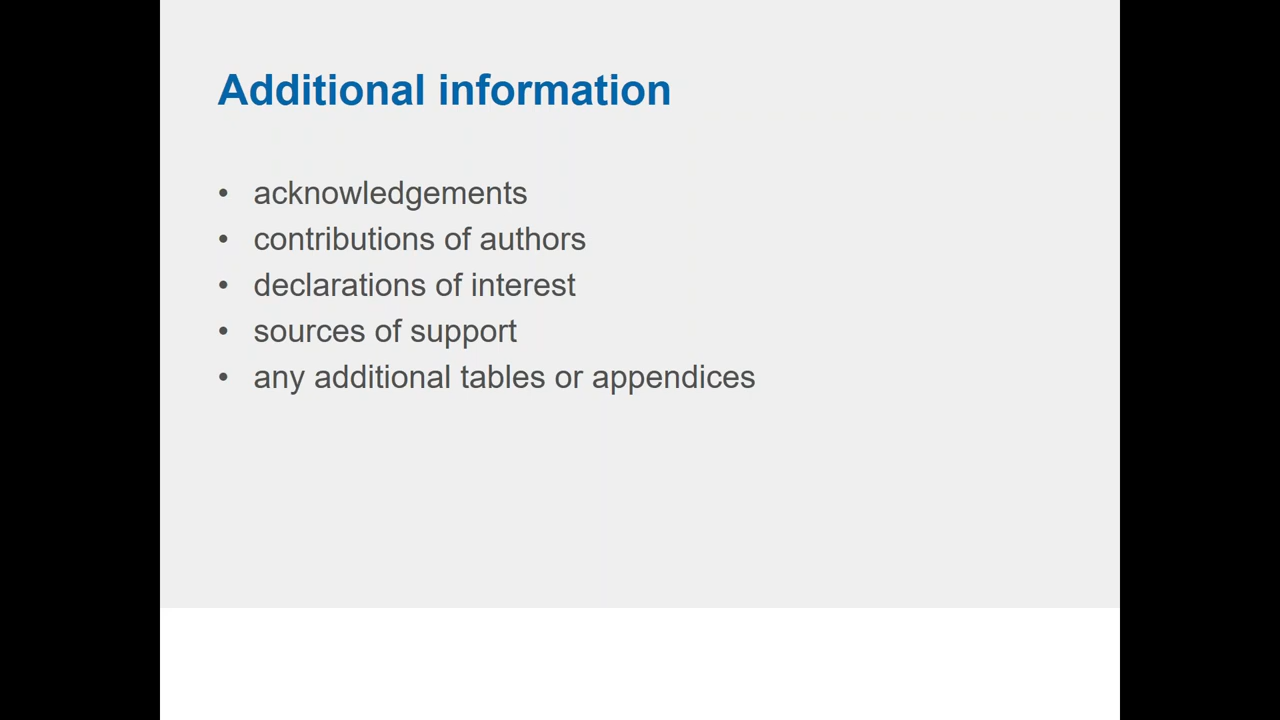 Additional information
• acknowledgements
• contributions of authors
• declarations of interest
• sources of support
• any additional tables or appendices